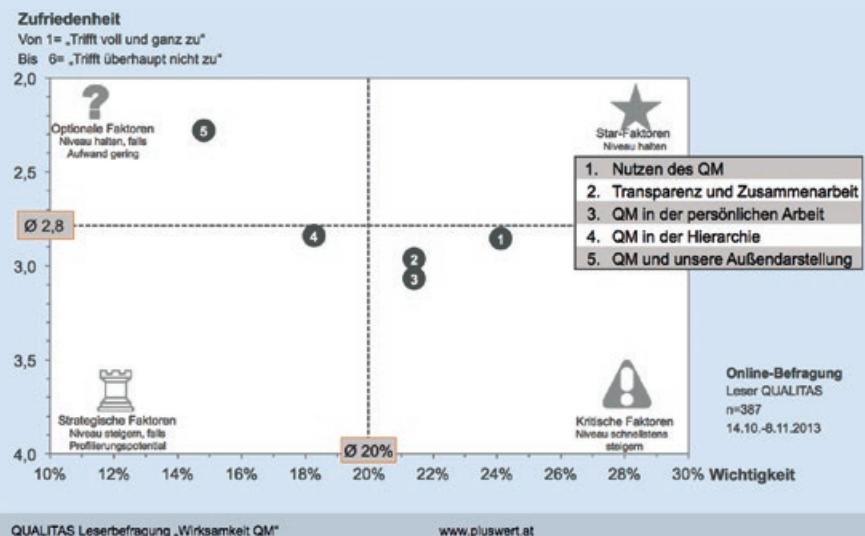 Zufriedenheit
Von 1= „Trifft voll und ganz zu"
Bis 6= „Trifft überhaupt nicht zu"
2,0
Optionale Faktoren
Niveau halten, falls
Aufwand gering
5
Star-Faktoren
Niveau halten
2,5
1. Nutzen des QM
2. Transparenz und Zusammenarbeit
3. QM in der persönlichen Arbeit
4. QM in der Hierarchie
5. QM und unsere Außendarstellung
Ø 2,8
4
1
2
3
3,0
3,5
Strategische Faktoren
Niveau steigern, falls
Profilierungspotential
Kritische Faktoren
Niveau schnellstens
steigern
Online-Befragung
Leser QUALITAS
n=387
14.10.-8.11.2013
Ø 20%
4,0
10% 12% 14% 16% 18% 20% 22% 24% 26% 28% 30% Wichtigkeit
QUALITAS Leserbefragung „Wirksamkeit QM" www.pluswert.at